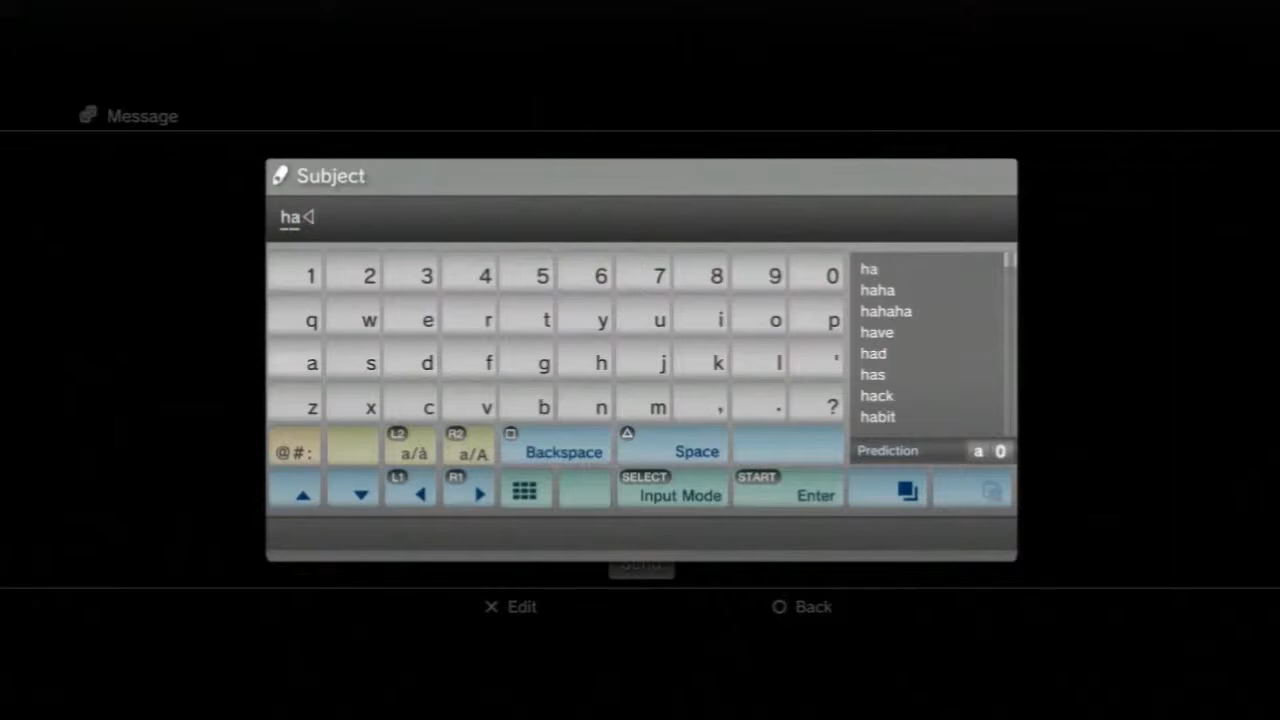 Message
Subject
ha
1 2 3 4 5 6 7 8 9 0
q w e r t y u i o p
a s d f g h j k l '
z x c v b n m , . ?
@#: L2 a/à R2 a/A Backspace Space
L1 R1 SELECT Input Mode START Enter
ha
haha
hahaha
have
had
has
hack
habit
Prediction a 0
Send
Edit Back